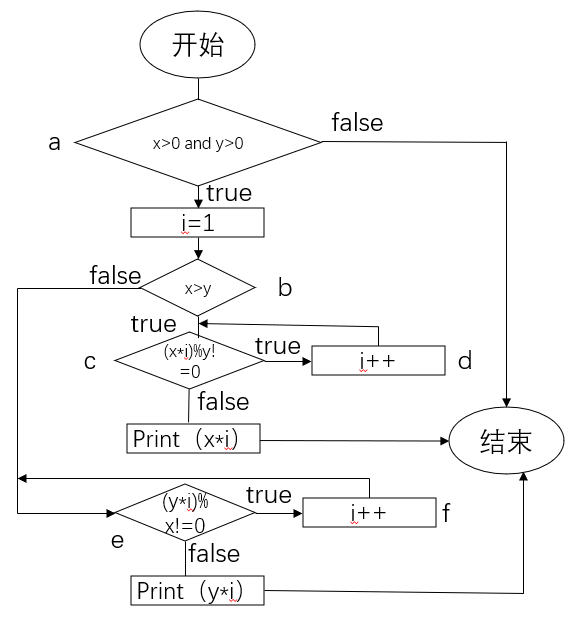 开始
a
x>0 and y>0
false
true
i=1
false
x>y
b
true
c
(x*i)%y!
=0
true
i++
d
false
Print（x*i）
结束
(y*i)%
x!=0
true
i++
f
e
false
Print（y*i）